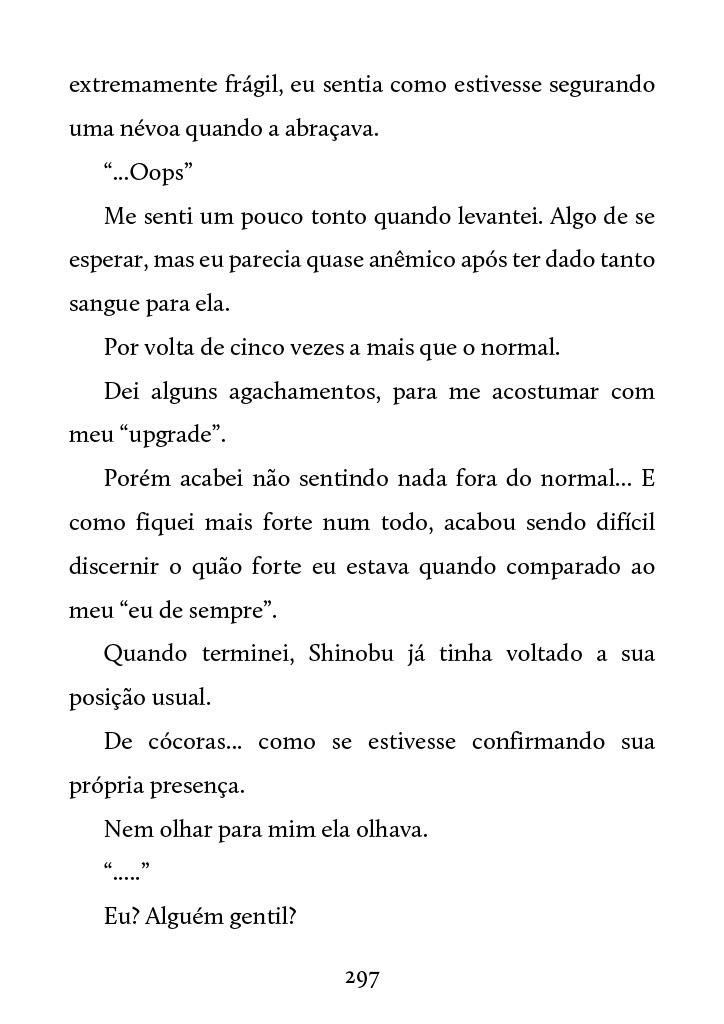 extremamente frágil, eu sentia como estivesse segurando
uma névoa quando a abraçava.
“...Oops”
Me senti um pouco tonto quando levantei. Algo de se
esperar, mas eu parecia quase anêmico após ter dado tanto
sangue para ela.
Por volta de cinco vezes a mais que o normal.
Dei alguns agachamentos, para me acostumar com
meu “upgrade”.
Porém acabei não sentindo nada fora do normal... E
como fiquei mais forte num todo, acabou sendo difícil
discernir o quão forte eu estava quando comparado ao
meu “eu de sempre”.
Quando terminei, Shinobu já tinha voltado a sua
posição usual.
De cócoras... como se estivesse confirmando sua
própria presença.
Nem olhar para mim ela olhava.
“.....”
Eu? Alguém gentil?
297